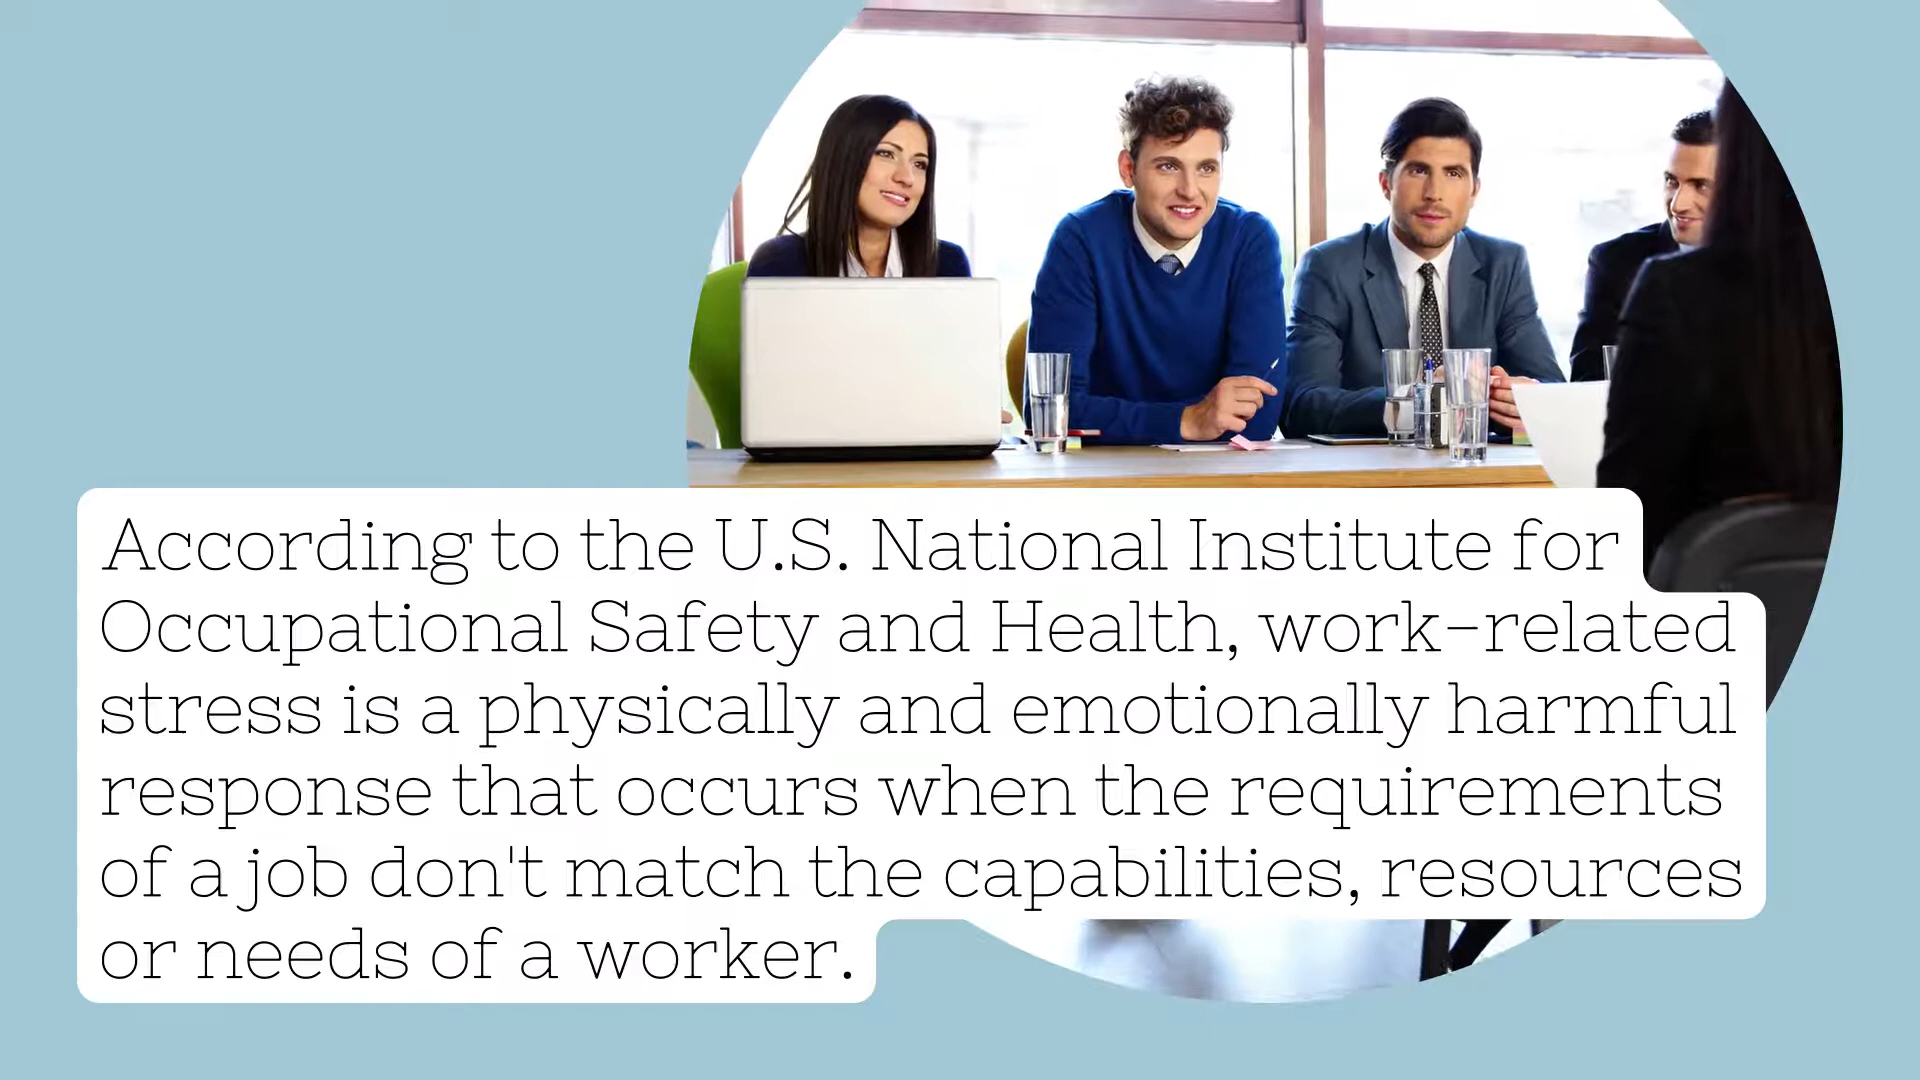 According to the U.S. National Institute for
Occupational Safety and Health, work-related
stress is a physically and emotionally harmful
response that occurs when the requirements
of a job don't match the capabilities, resources
or needs of a worker.